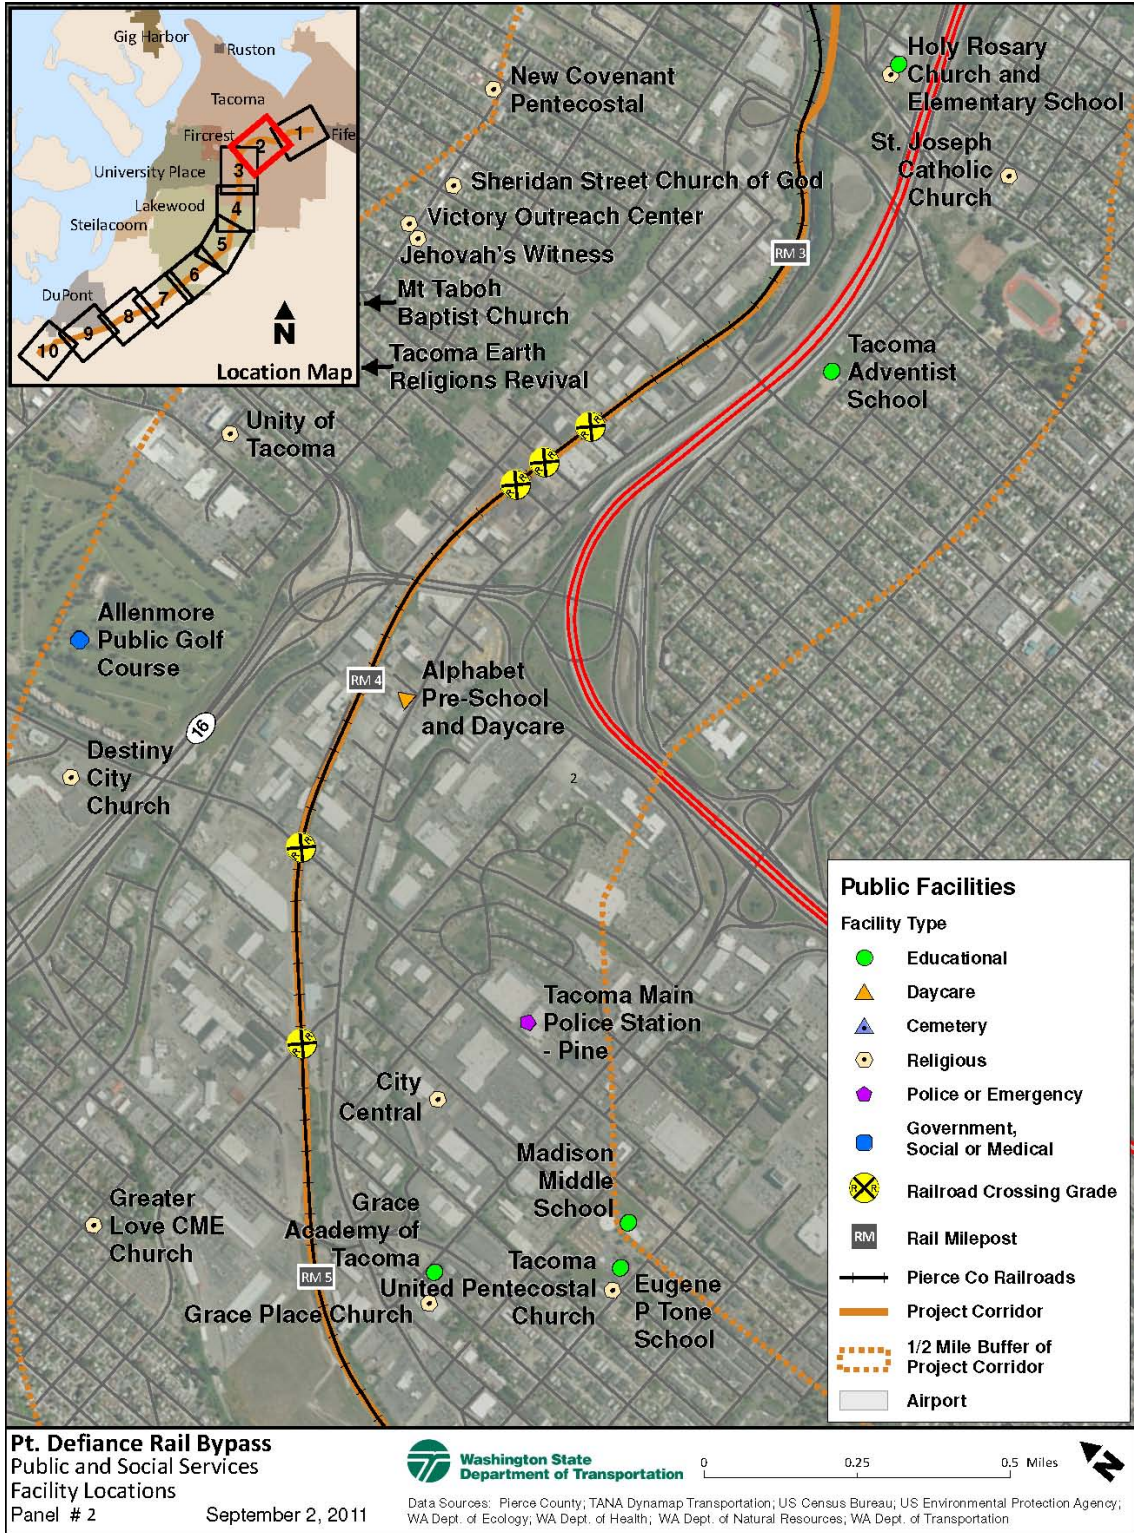 Gig Harbor
Ruston
Tacoma
Fircrest
2
1
Fife
University Place
3
Lakewood
4
Steilacoom
5
6
DuPont
7
8
9
10
N
Location Map
New Covenant
Pentecostal
Holy Rosary
Church and
Elementary School
St. Joseph
Catholic
Church
Sheridan Street Church of God
Victory Outreach Center
Jehovah's Witness
RM 3
Mt Taboh
Baptist Church
Tacoma Earth
Religions Revival
Tacoma
Adventist
School
Unity of
Tacoma
R R
R R
R R
Allenmore
Public Golf
Course
RM 4
Alphabet
Pre-School
and Daycare
16
Destiny
City
Church
2
R R
Tacoma Main
Police Station
- Pine
R R
City
Central
Madison
Middle
School
Greater
Love CME
Church
Grace
Academy of
Tacoma
RM 5
United Pentecostal
Tacoma
Church
Grace Place Church
Eugene
P Tone
School
Public Facilities
Facility Type
Educational
Daycare
Cemetery
Religious
Police or Emergency
Government,
Social or Medical
R R
Railroad Crossing Grade
RM
Rail Milepost
Pierce Co Railroads
Project Corridor
1/2 Mile Buffer of
Project Corridor
Airport
Pt. Defiance Rail Bypass
Public and Social Services
Facility Locations
Panel # 2
September 2, 2011
Washington State
Department of Transportation
0
0.25
0.5 Miles
N
Data Sources: Pierce County; TANA Dynamap Transportation; US Census Bureau; US Environmental Protection Agency;
WA Dept. of Ecology; WA Dept. of Health; WA Dept. of Natural Resources; WA Dept. of Transportation